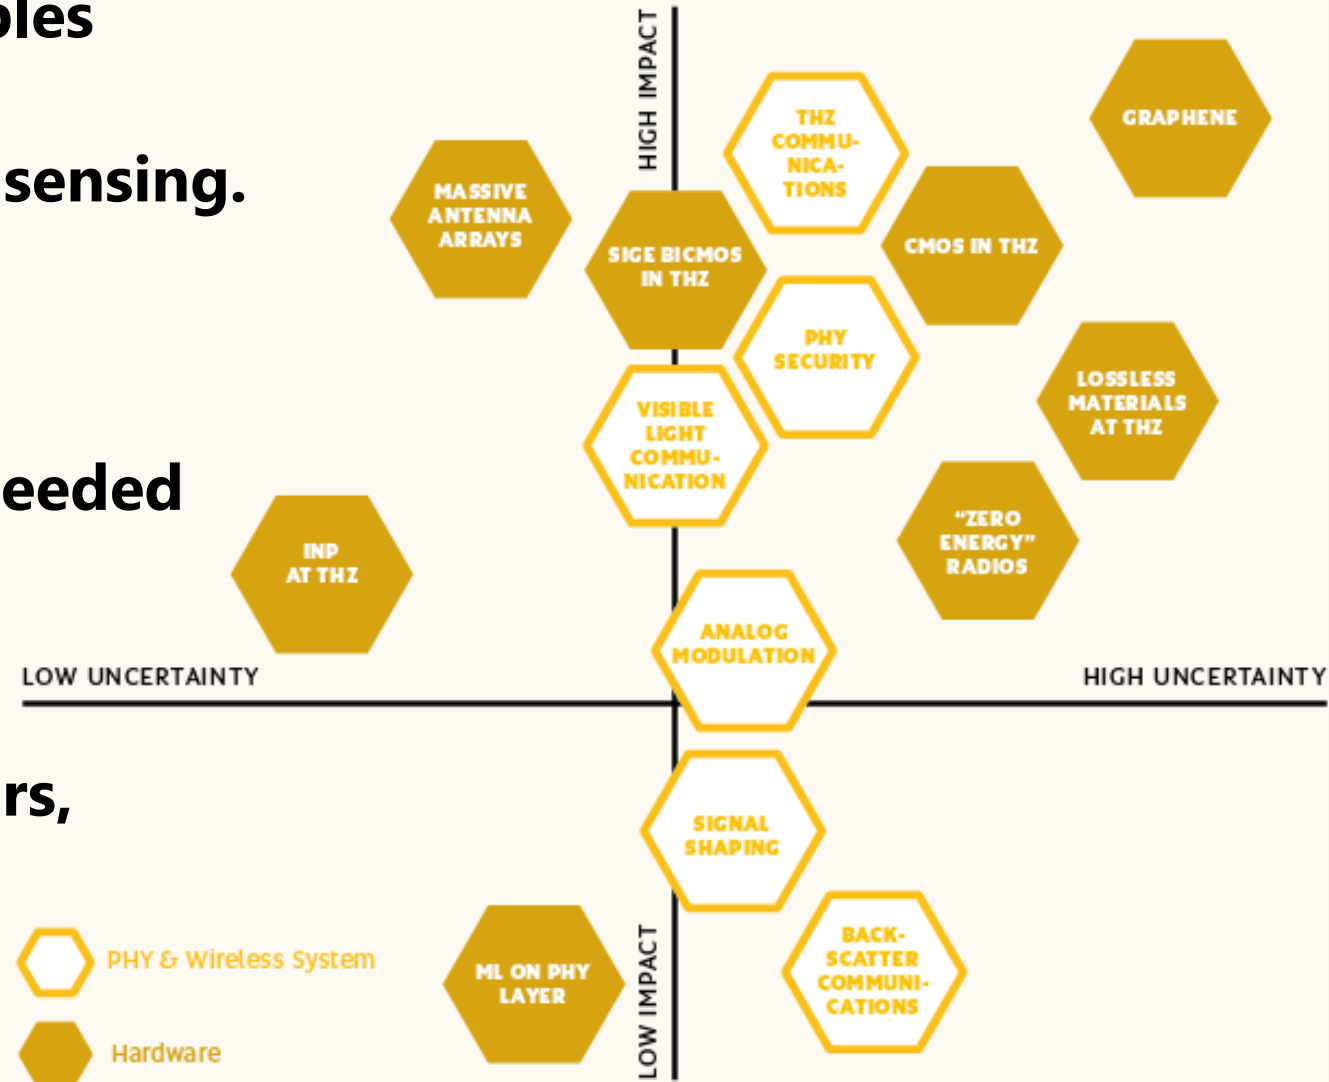 ples
sensing.
eeded
rs,
HIGH IMPACT
THZ
COMMU-
NICA-
TIONS
GRAPHENE
MASSIVE
ANTENNA
ARRAYS
SIGE BICMOS
IN THZ
CMOS IN THZ
PHY
SECURITY
LOSSLESS
MATERIALS
AT THZ
VISIBLE
LIGHT
COMMU-
NICATION
INP
AT THZ
“ZERO
ENERGY”
RADIOS
ANALOG
MODULATION
LOW UNCERTAINTY
HIGH UNCERTAINTY
SIGNAL
SHAPING
ML ON PHY
LAYER
BACK-
SCATTER
COMMUNI-
CATIONS
LOW IMPACT
PHY & Wireless System
Hardware